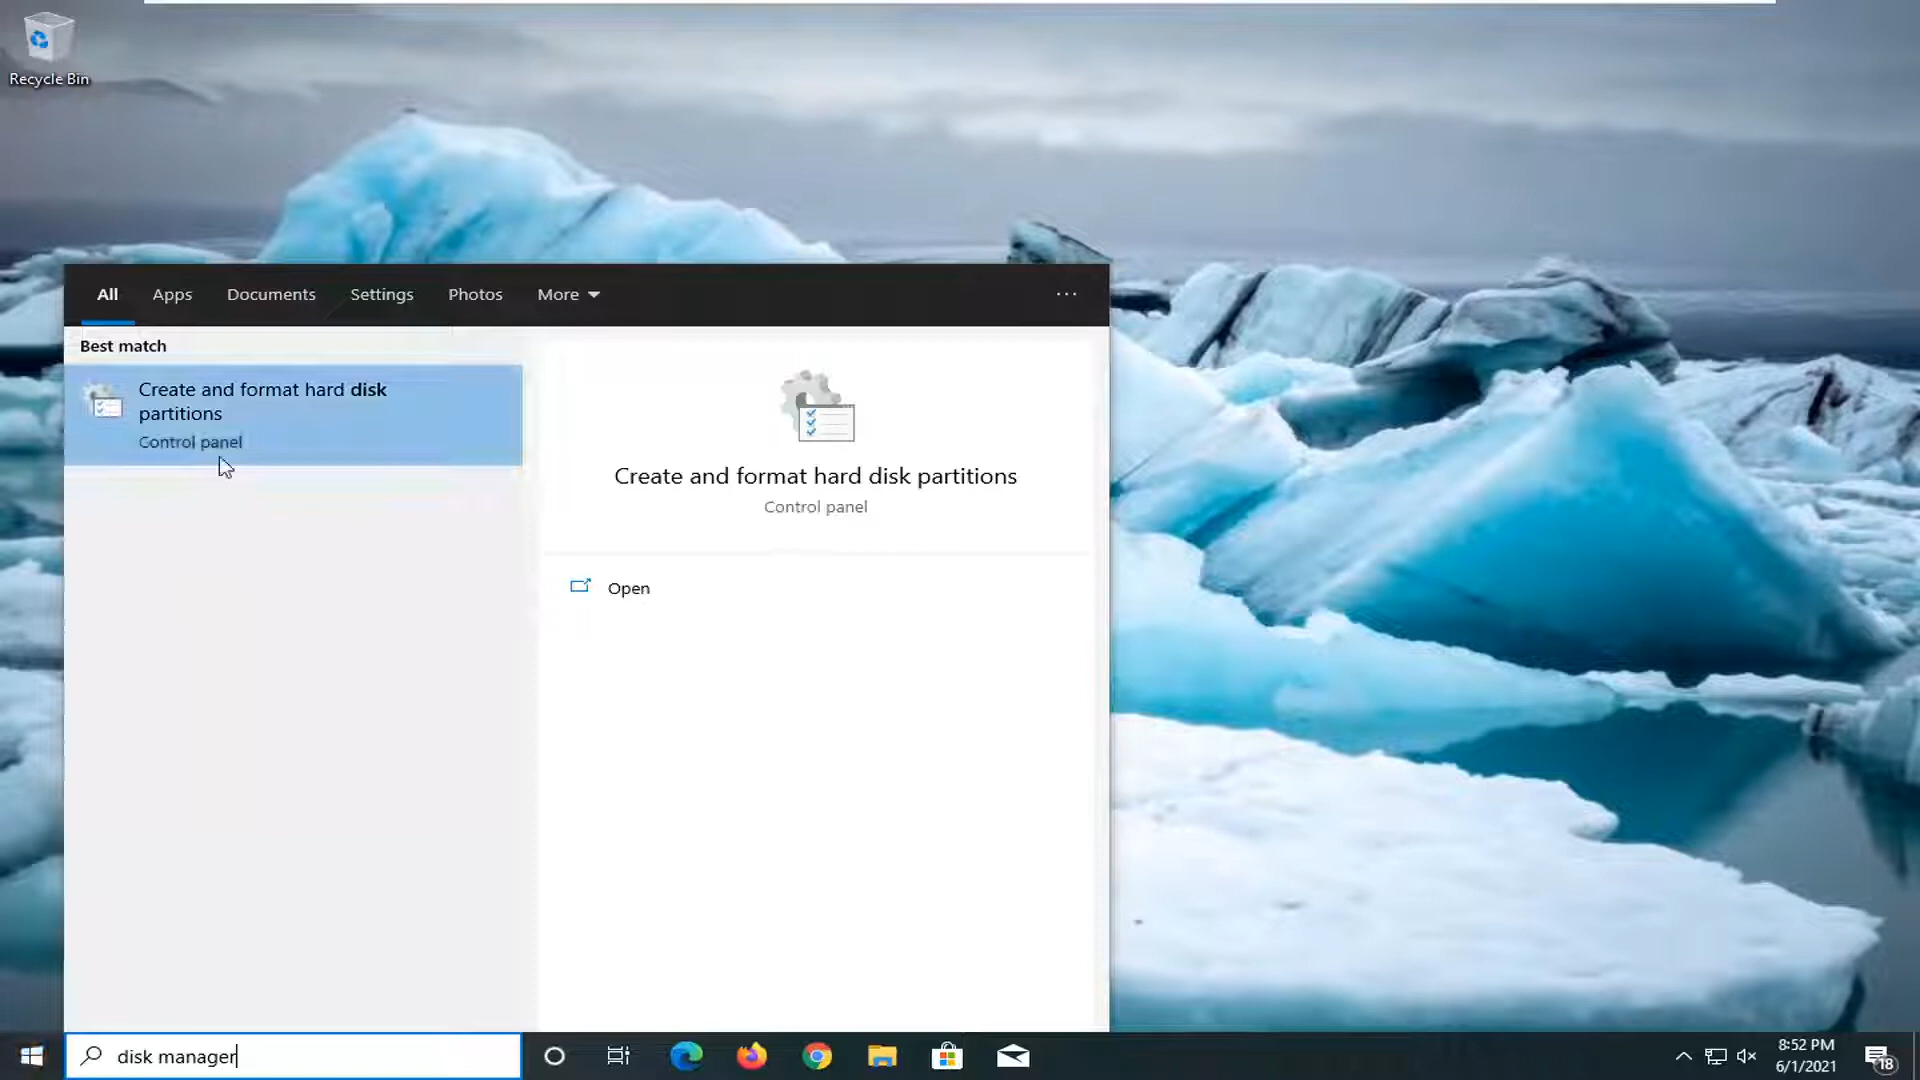 Recycle Bin
All Apps Documents Settings Photos More ...
Best match
Create and format hard disk
partitions
Control panel
Create and format hard disk partitions
Control panel
Open
disk manager
8:52 PM
6/1/2021
18